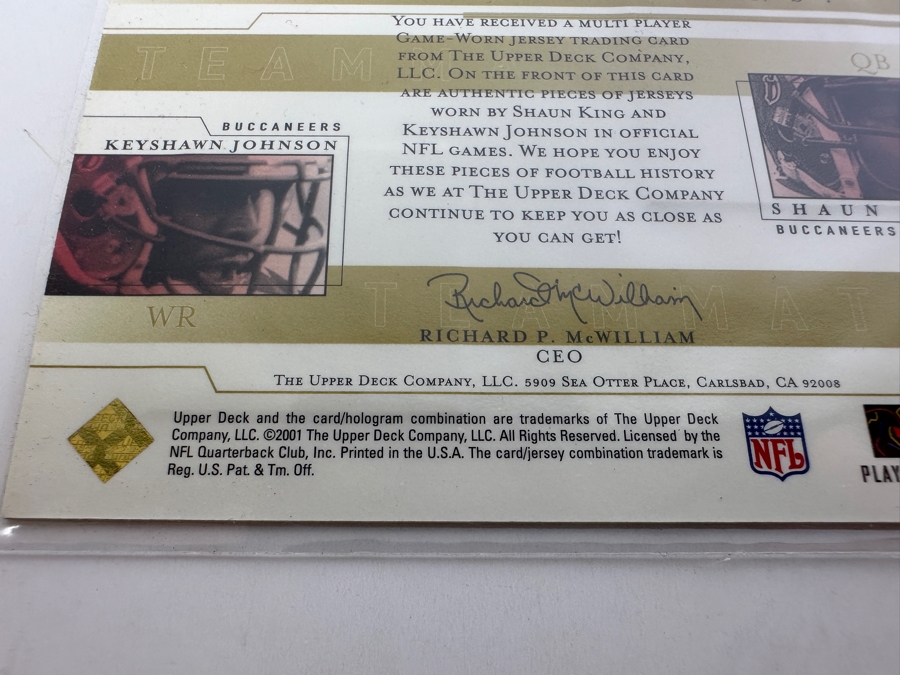 YOU HAVE RECEIVED A MULTI PLAYER
GAME-WORN JERSEY TRADING CARD
FROM THE UPPER DECK COMPANY,
LLC. ON THE FRONT OF THIS CARD
ARE AUTHENTIC PIECES OF JERSEYS
WORN BY SHAUN KING AND
KEYSHAWN JOHNSON IN OFFICIAL
NFL GAMES. WE HOPE YOU ENJOY
THESE PIECES OF FOOTBALL HISTORY
AS WE AT THE UPPER DECK COMPANY
CONTINUE TO KEEP YOU AS CLOSE AS
YOU CAN GET!
TEAM
BUCCANEERS
KEYSHAWN JOHNSON
WR
QB
SHAUN
BUCCANEERS
TEAMMAT
Richard McWilliam
RICHARD P. McWILLIAM
CEO
THE UPPER DECK COMPANY, LLC. 5909 SEA OTTER PLACE, CARLSBAD, CA 92008
Upper Deck and the card/hologram combination are trademarks of The Upper Deck
Company, LLC. ©2001 The Upper Deck Company, LLC. All Rights Reserved. Licensed by the
NFL Quarterback Club, Inc. Printed in the U.S.A. The card/jersey combination trademark is
Reg. U.S. Pat. & Tm. Off.
NFL
PLAY